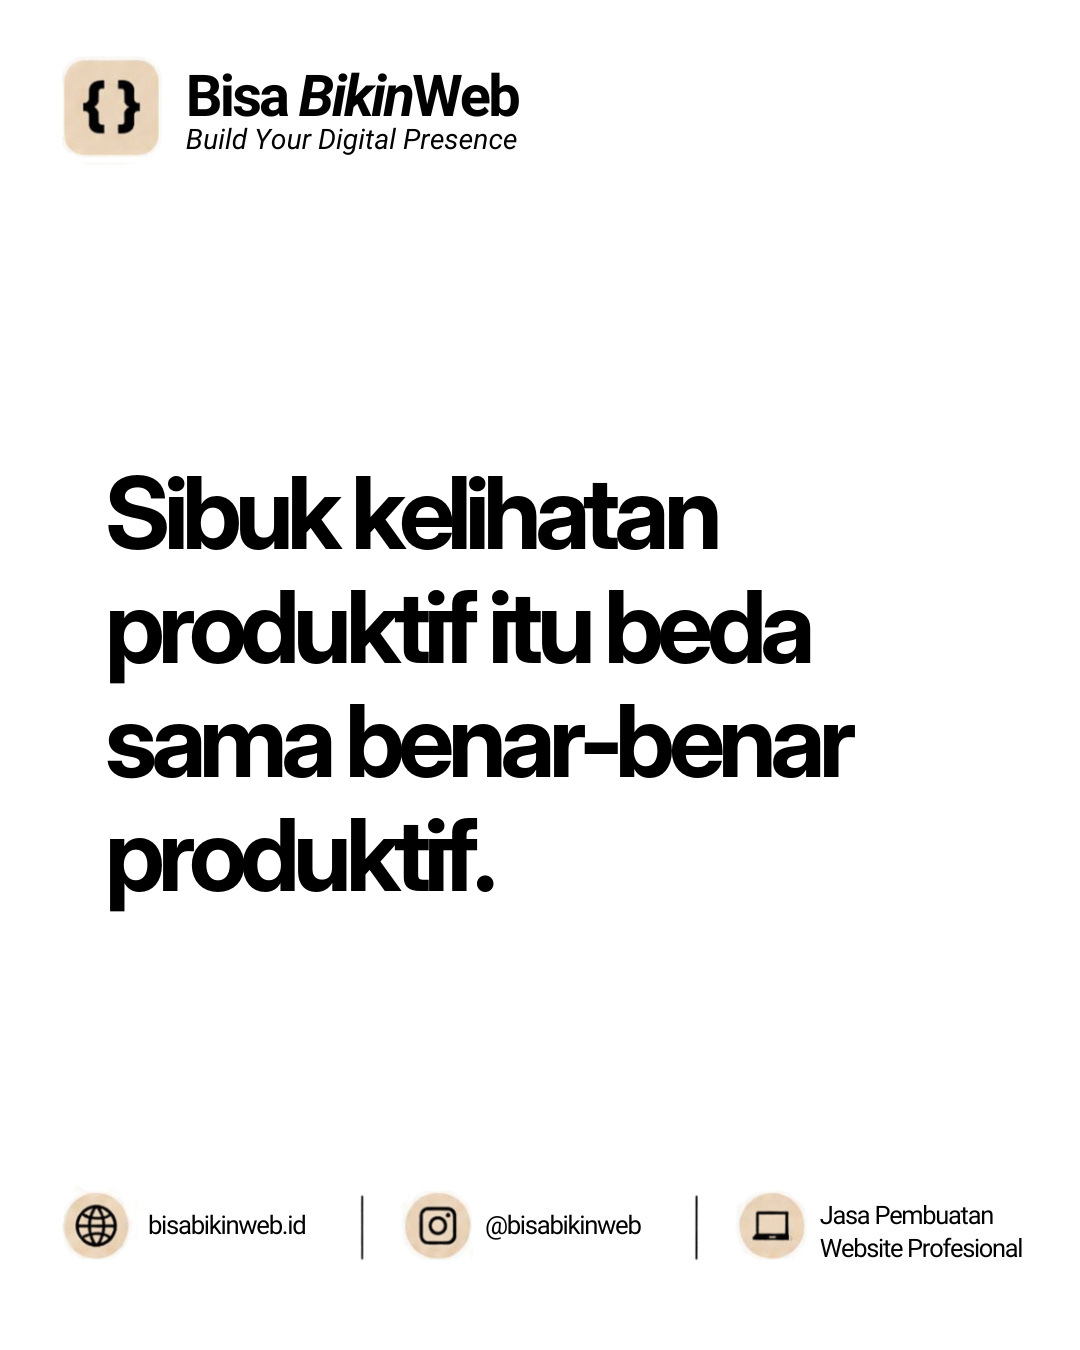 { }
Bisa BikinWeb
Build Your Digital Presence
Sibuk kelihatan
produktif itu beda
sama benar-benar
produktif.
bisabikinweb.id
@bisabikinweb
Jasa Pembuatan
Website Profesional